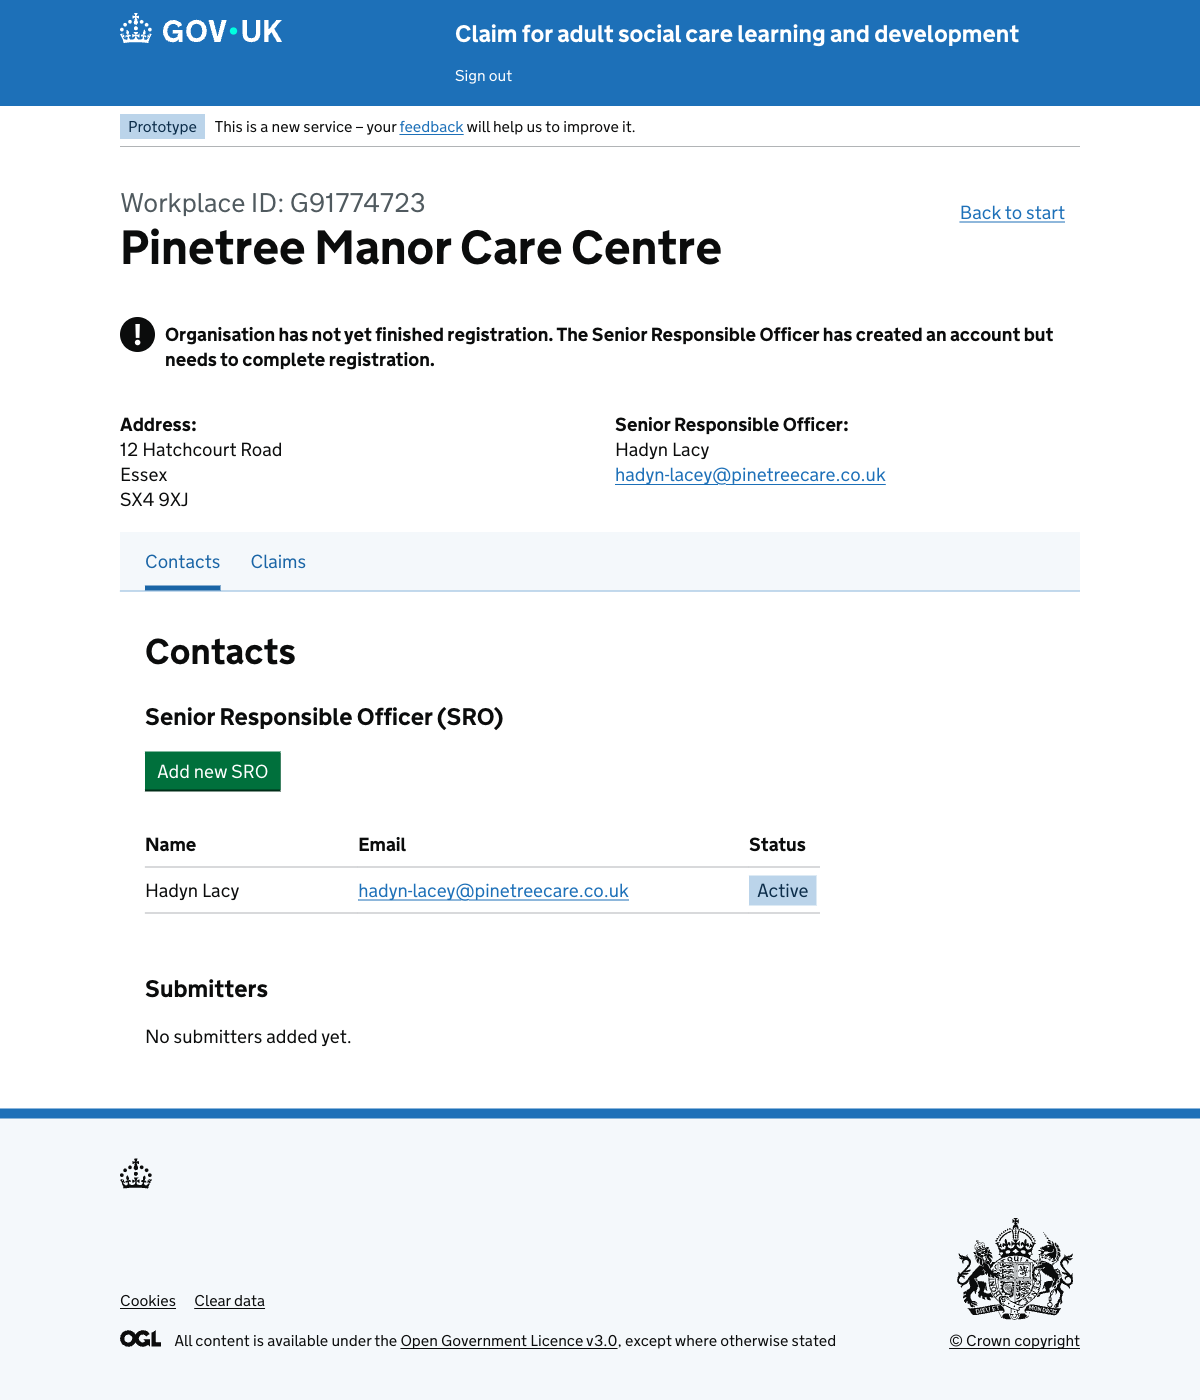 GOV·UK
Claim for adult social care learning and development
Sign out
Prototype This is a new service – your feedback will help us to improve it.
Workplace ID: G91774723
Back to start
Pinetree Manor Care Centre
! Organisation has not yet finished registration. The Senior Responsible Officer has created an account but
needs to complete registration.
Address:
12 Hatchcourt Road
Essex
SX4 9XJ
Senior Responsible Officer:
Hadyn Lacy
hadyn-lacey@pinetreecare.co.uk
Contacts Claims
Contacts
Senior Responsible Officer (SRO)
Add new SRO
Name Email Status
Hadyn Lacy hadyn-lacey@pinetreecare.co.uk Active
Submitters
No submitters added yet.
Cookies Clear data
OGL All content is available under the Open Government Licence v3.0, except where otherwise stated
© Crown copyright